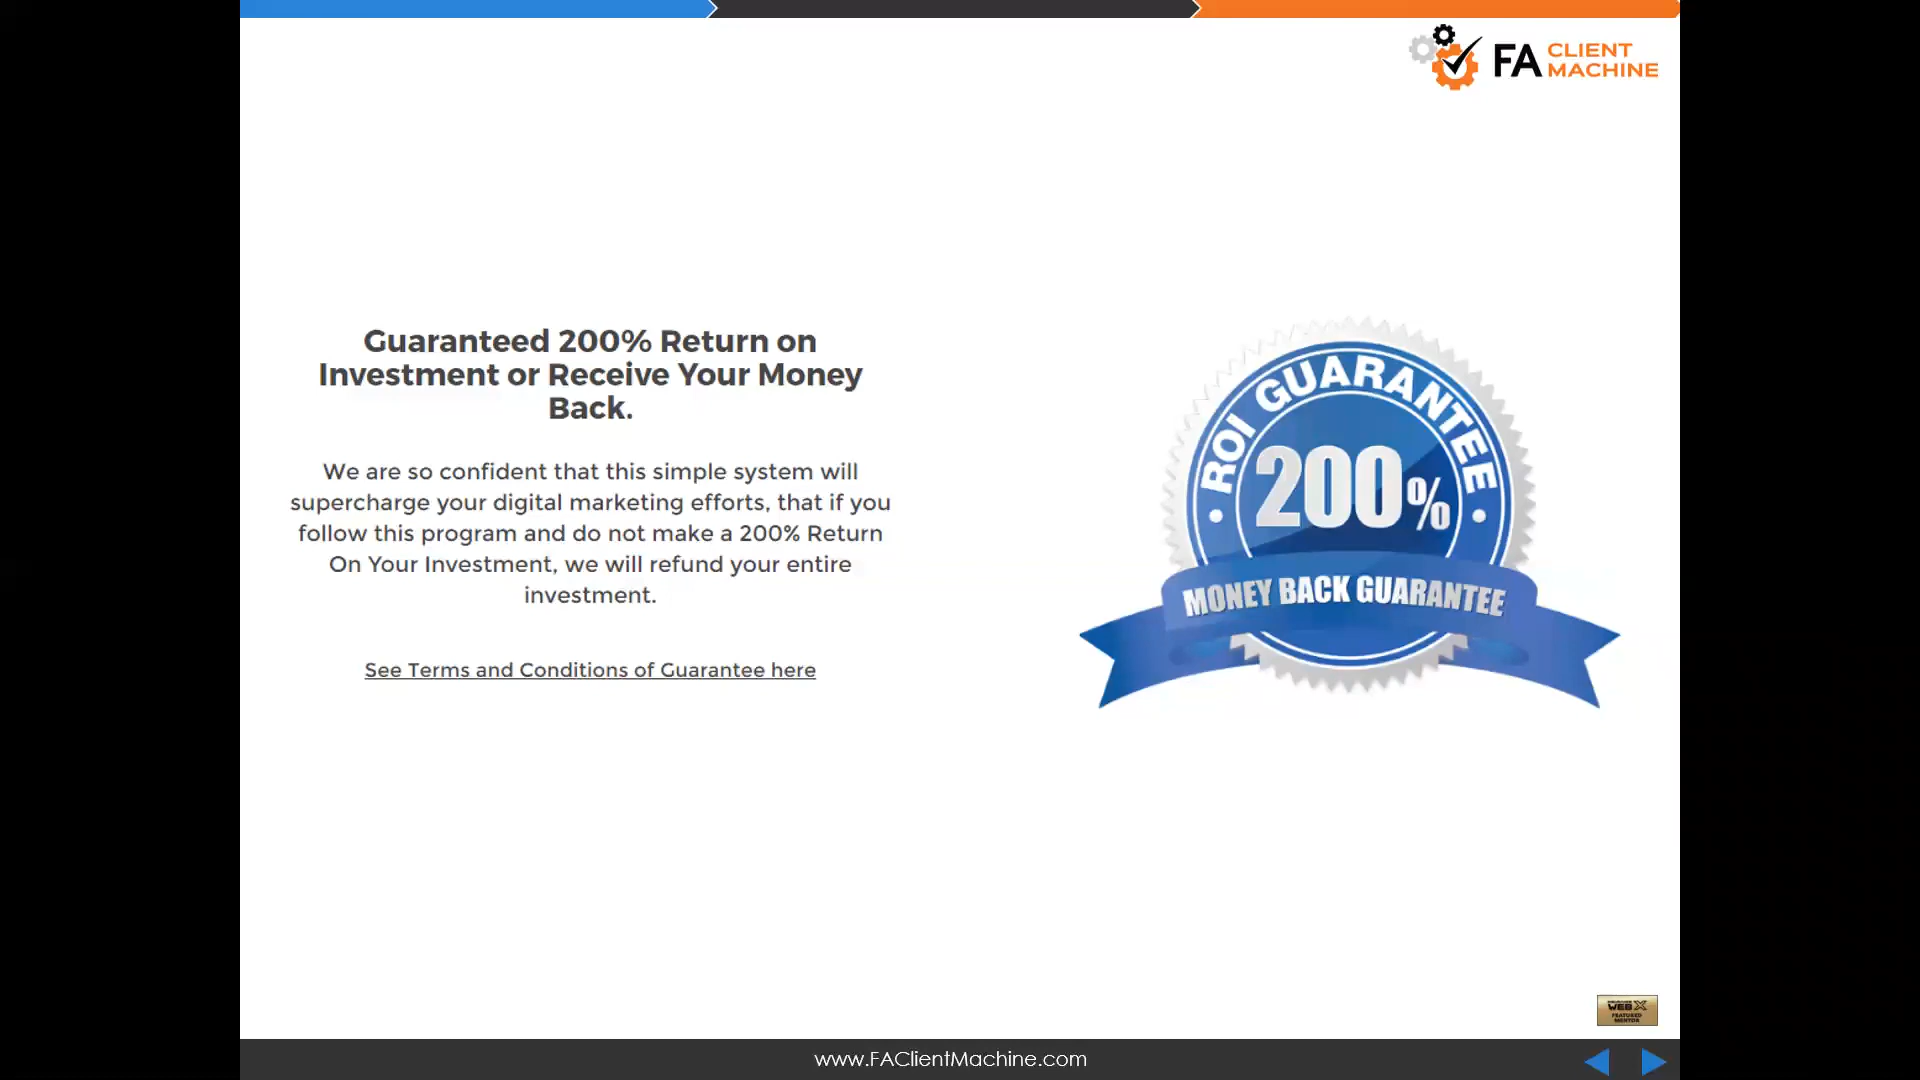 FA CLIENT
MACHINE
Guaranteed 200% Return on
Investment or Receive Your Money
Back.
We are so confident that this simple system will
supercharge your digital marketing efforts, that if you
follow this program and do not make a 200% Return
On Your Investment, we will refund your entire
investment.
See Terms and Conditions of Guarantee here
ROI GUARANTEE
200%
MONEY BACK GUARANTEE
WEB X
FEATURED
MENTOR
www.FAClientMachine.com